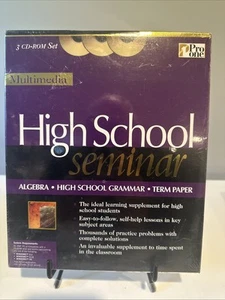 3 CD-ROM Set
Pro
one
Multimedia
High School
seminar
ALGEBRA • HIGH SCHOOL GRAMMAR • TERM PAPER
• The ideal learning supplement for high
school students
• Easy-to-follow, self-help lessons in key
subject areas
• Thousands of practice problems with
complete solutions
• An invaluable supplement to time spent
in the classroom